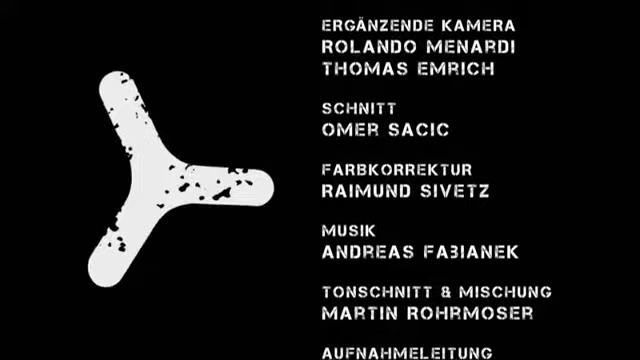 ERGÄNZENDE KAMERA
ROLANDO MENARDI
THOMAS EMRICH
SCHNITT
OMER SACIC
FARBKORREKTUR
RAIMUND SIVETZ
MUSIK
ANDREAS FABIANEK
TONSCHNITT & MISCHUNG
MARTIN ROHRMOSER
AUFNAHMELEITUNG